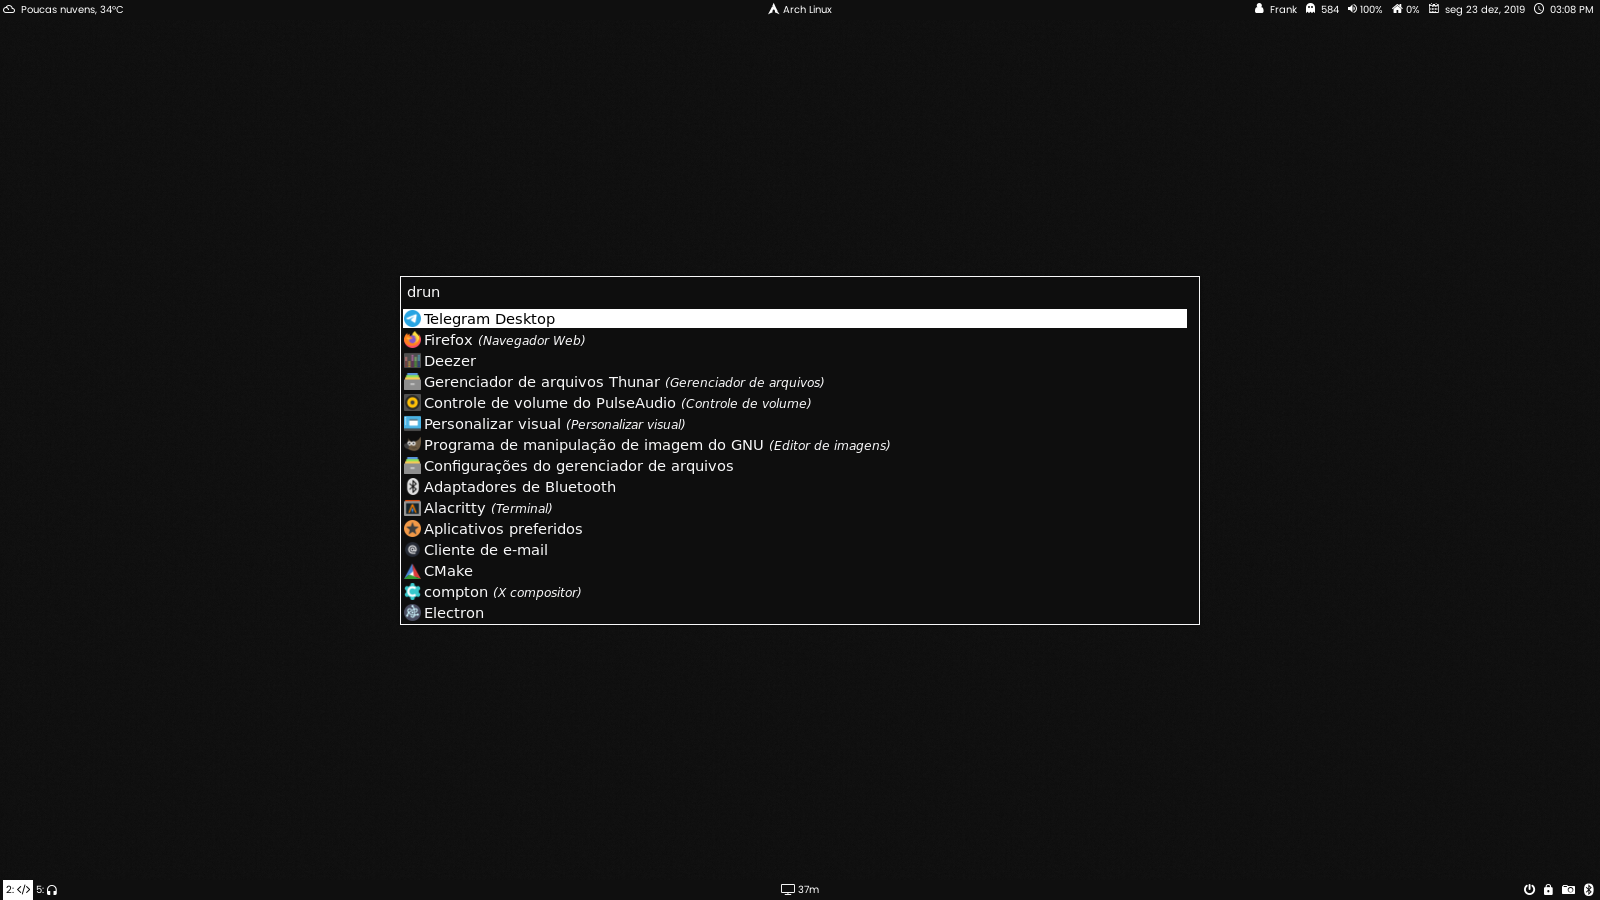 Poucas nuvens, 34°C
Arch Linux
Frank 584 100% 0% seg 23 dez, 2019 03:08 PM
drun
Telegram Desktop
Firefox (Navegador Web)
Deezer
Gerenciador de arquivos Thunar (Gerenciador de arquivos)
Controle de volume do PulseAudio (Controle de volume)
Personalizar visual (Personalizar visual)
Programa de manipulação de imagem do GNU (Editor de imagens)
Configurações do gerenciador de arquivos
Adaptadores de Bluetooth
Alacritty (Terminal)
Aplicativos preferidos
Cliente de e-mail
CMake
compton (X compositor)
Electron
2: </> 5:
37m